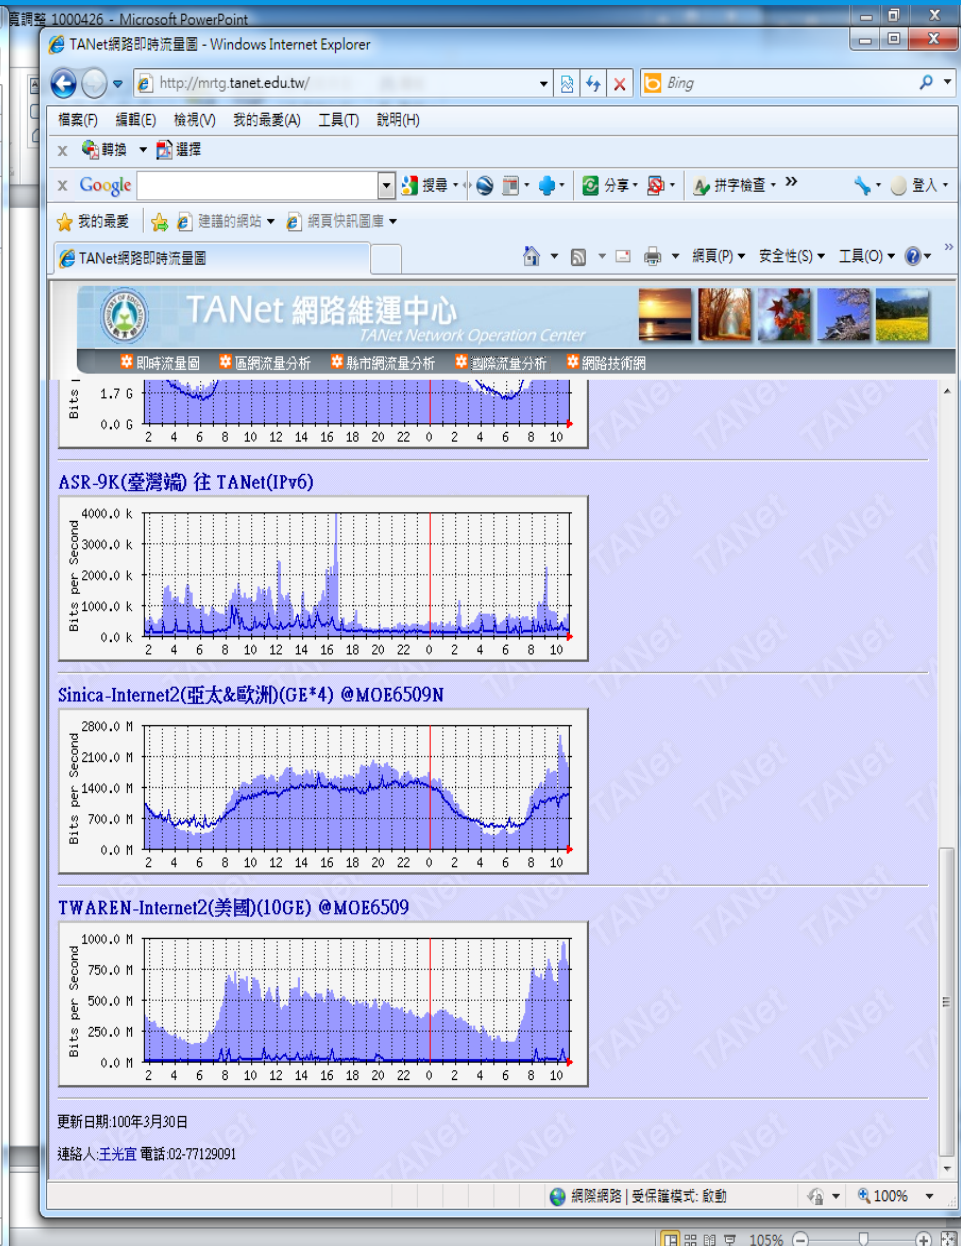 寬調整 1000426 - Microsoft PowerPoint
TANet網路即時流量圖 - Windows Internet Explorer
http://mrtg.tanet.edu.tw/
Bing
檔案(F) 編輯(E) 檢視(V) 我的最愛(A) 工具(T) 說明(H)
x 轉換 選擇
x Google 搜尋 分享 拼字檢查 » 登入
我的最愛 建議的網站 網頁快訊圖庫
TANet網路即時流量圖 網頁(P) 安全性(S) 工具(O) »
TANet 網路維運中心
TANet Network Operation Center
即時流量圖 區網流量分析 縣市網流量分析 國際流量分析 網路技術網
1.7 G
0.0 G
Bits
2 4 6 8 10 12 14 16 18 20 22 0 2 4 6 8 10
ASR-9K(臺灣端) 往 TANet(IPv6)
4000.0 k
3000.0 k
2000.0 k
1000.0 k
0.0 k
Bits per Second
2 4 6 8 10 12 14 16 18 20 22 0 2 4 6 8 10
Sinica-Internet2(亞太&歐洲)(GE*4) @MOE6509N
2800.0 M
2100.0 M
1400.0 M
700.0 M
0.0 M
Bits per Second
2 4 6 8 10 12 14 16 18 20 22 0 2 4 6 8 10
TWAREN-Internet2(美國)(10GE) @MOE6509
1000.0 M
750.0 M
500.0 M
250.0 M
0.0 M
Bits per Second
2 4 6 8 10 12 14 16 18 20 22 0 2 4 6 8 10
更新日期:100年3月30日
連絡人:王光宜 電話:02-77129091
網際網路 | 受保護模式: 啟動 100%
105%